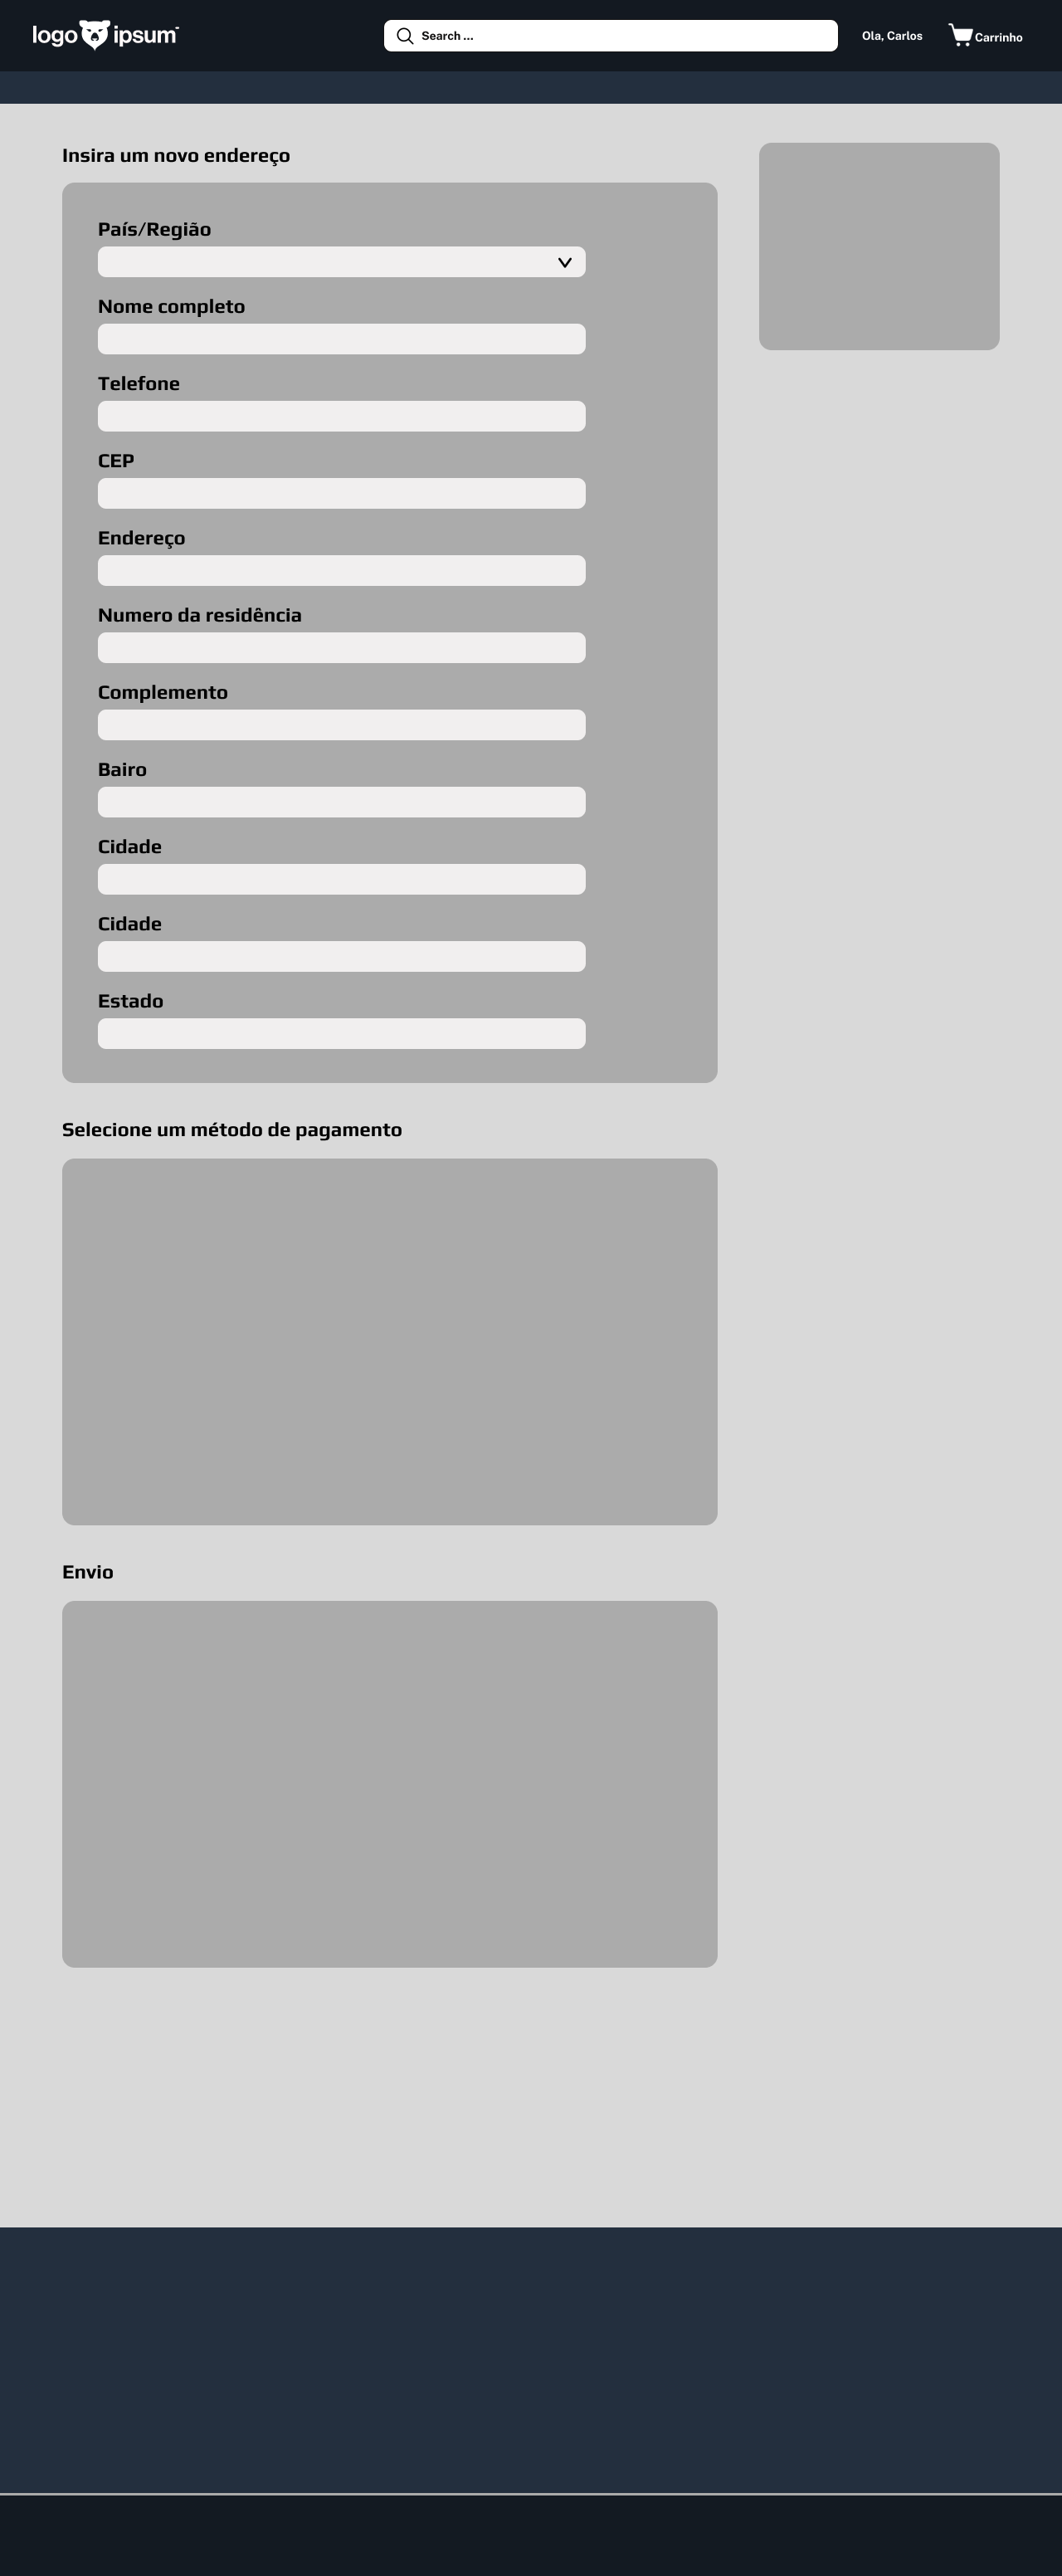 logo ipsum
Search ...
Ola, Carlos
Carrinho
Insira um novo endereço
País/Região
Nome completo
Telefone
CEP
Endereço
Numero da residência
Complemento
Bairo
Cidade
Cidade
Estado
Selecione um método de pagamento
Envio